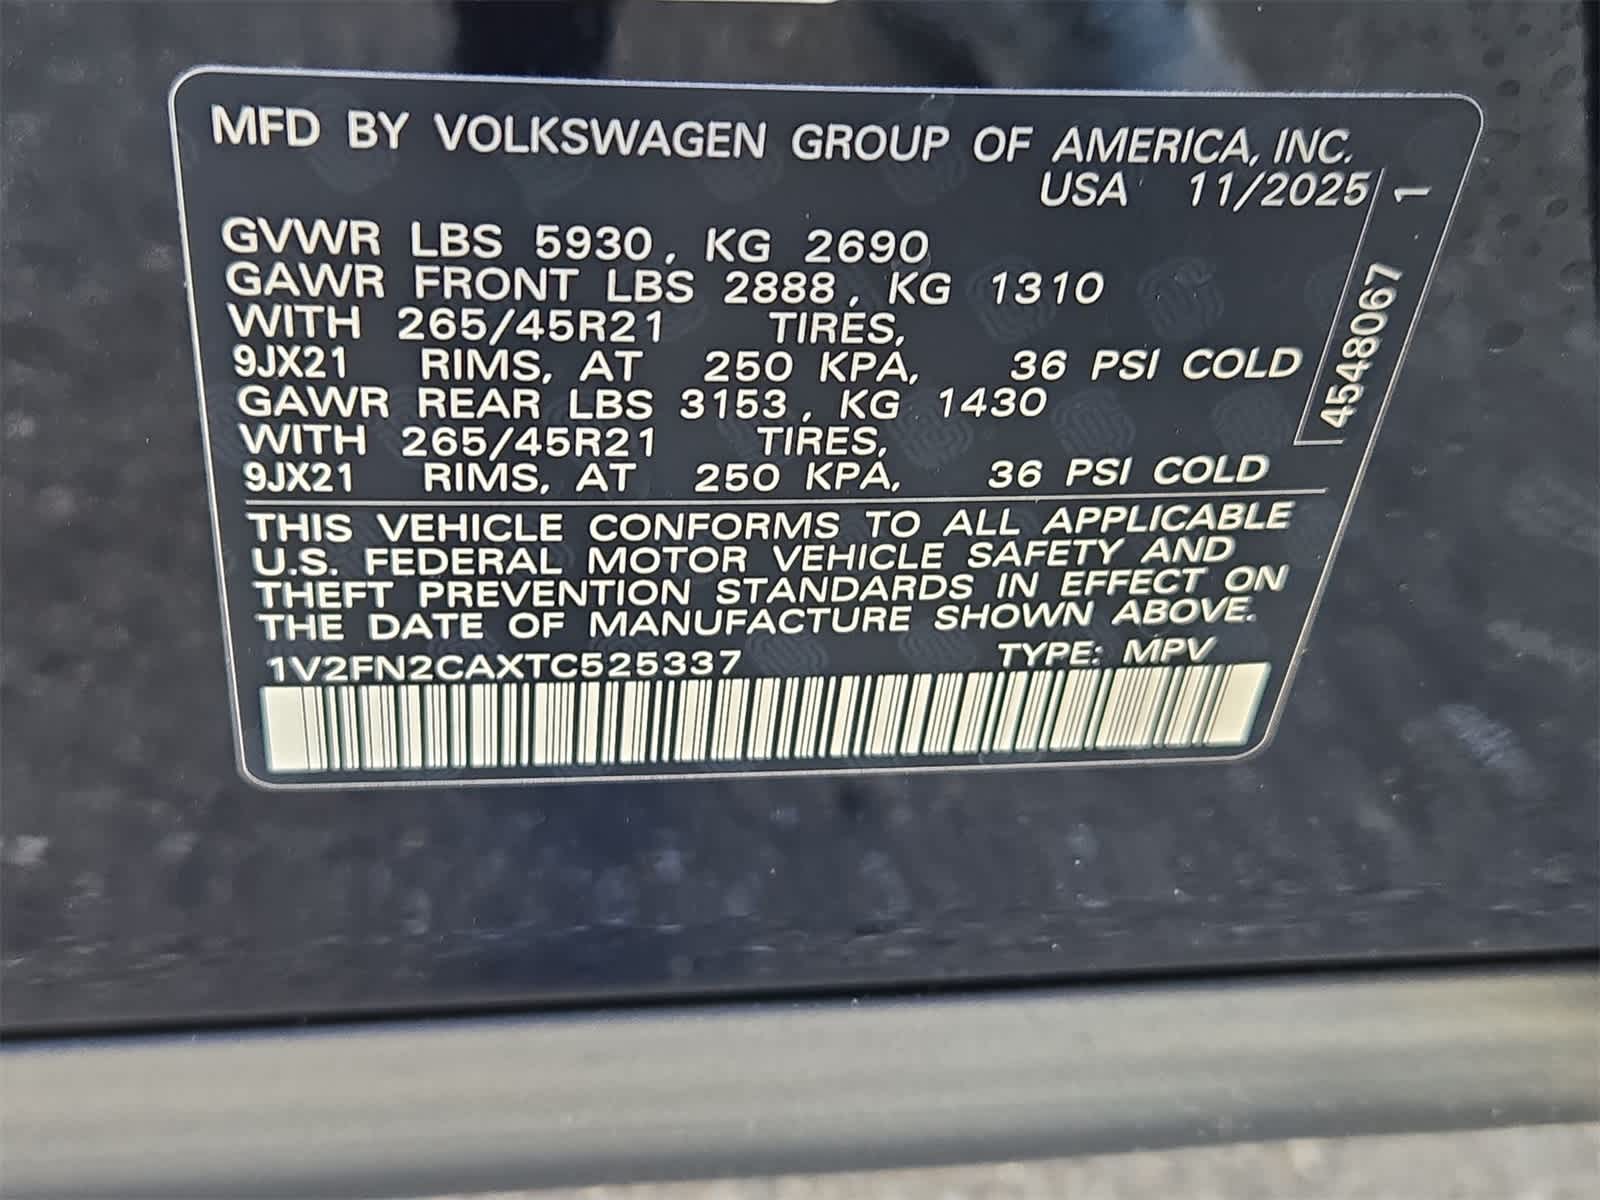 MFD BY VOLKSWAGEN GROUP OF AMERICA, INC.
USA 11/2025
GVWR LBS 5930, KG 2690
GAWR FRONT LBS 2888, KG 1310
WITH 265/45R21 TIRES,
9JX21 RIMS, AT 250 KPA, 36 PSI COLD
GAWR REAR LBS 3153, KG 1430
WITH 265/45R21 TIRES,
9JX21 RIMS, AT 250 KPA, 36 PSI COLD
4548067 1
THIS VEHICLE CONFORMS TO ALL APPLICABLE
U.S. FEDERAL MOTOR VEHICLE SAFETY AND
THEFT PREVENTION STANDARDS IN EFFECT ON
THE DATE OF MANUFACTURE SHOWN ABOVE.
1V2FN2CAXTC525337 TYPE: MPV